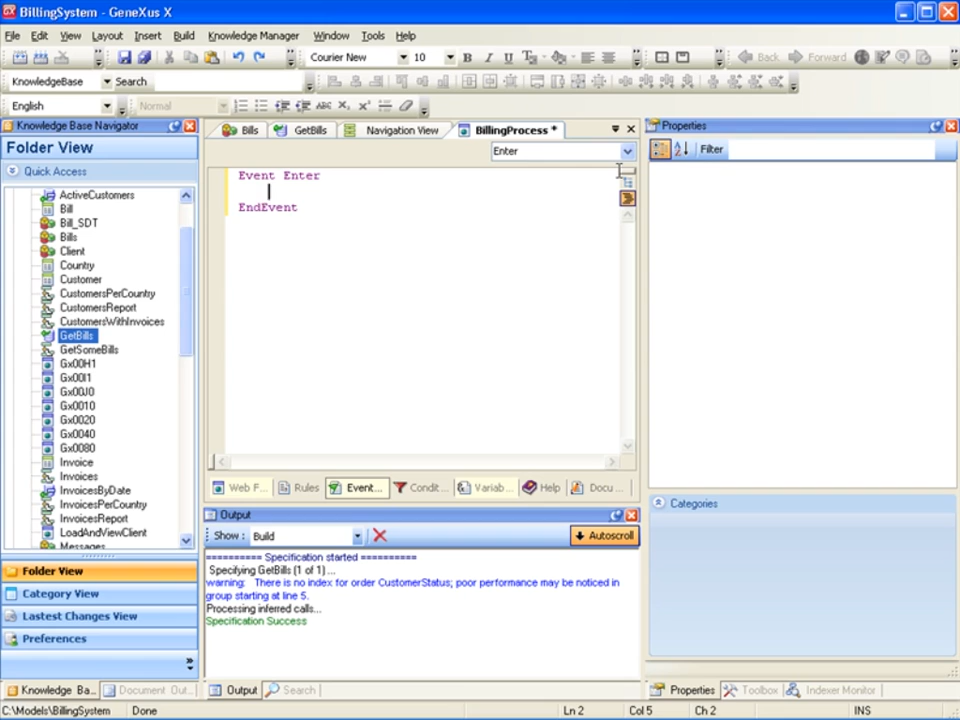 BillingSystem - GeneXus X
File Edit View Layout Insert Build Knowledge Manager Window Tools Help
Courier New 10 Back Forward
KnowledgeBase Search
English Normal
Knowledge Base Navigator
Folder View
Quick Access
ActiveCustomers
Bill
Bill_SDT
Bills
Client
Country
Customer
CustomersPerCountry
CustomersReport
CustomersWithInvoices
GetBills
GetSomeBills
Gx00H1
Gx00I1
Gx00J0
Gx0010
Gx0020
Gx0040
Gx0080
Invoice
Invoices
InvoicesByDate
InvoicesPerCountry
InvoicesReport
LoadAndViewClient
Messages
Folder View
Category View
Lastest Changes View
Preferences
Knowledge Ba... Document Out...
Bills GetBills Navigation View BillingProcess *
Enter
Event Enter
EndEvent
Web F... Rules Event... Condit... Variab... Help Docu...
Output
Show : Build Autoscroll
========== Specification started ==========
Specifying GetBills (1 of 1) ...
warning: There is no index for order CustomerStatus; poor performance may be noticed in
group starting at line 5.
Processing inferred calls...
Specification Success
Output Search
Properties
Filter
Categories
Properties Toolbox Indexer Monitor
C:\Models\BillingSystem Done Ln 2 Col 5 Ch 2 INS